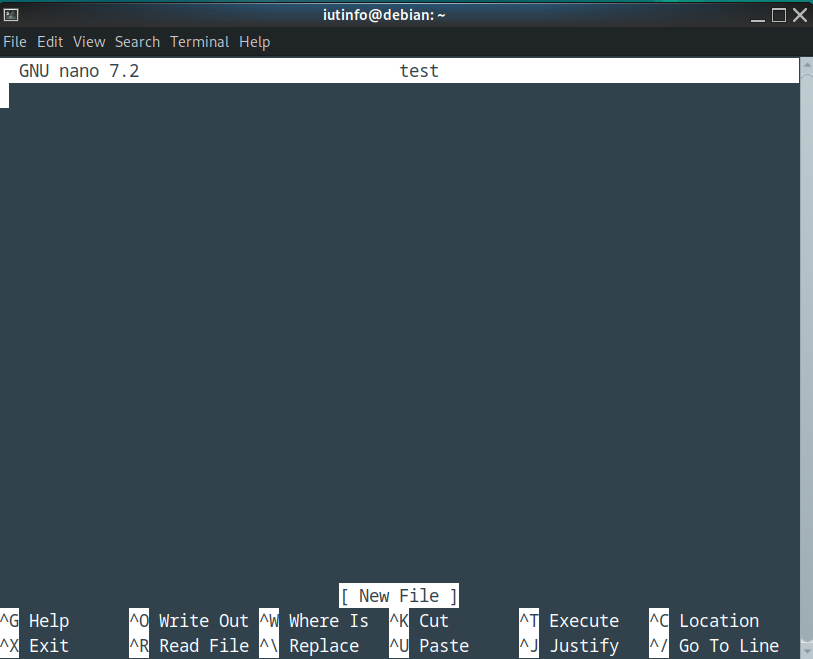 iutinfo@debian: ~
File Edit View Search Terminal Help
GNU nano 7.2 test
[ New File ]
^G Help ^O Write Out ^W Where Is ^K Cut ^T Execute ^C Location
^X Exit ^R Read File ^\ Replace ^U Paste ^J Justify ^/ Go To Line